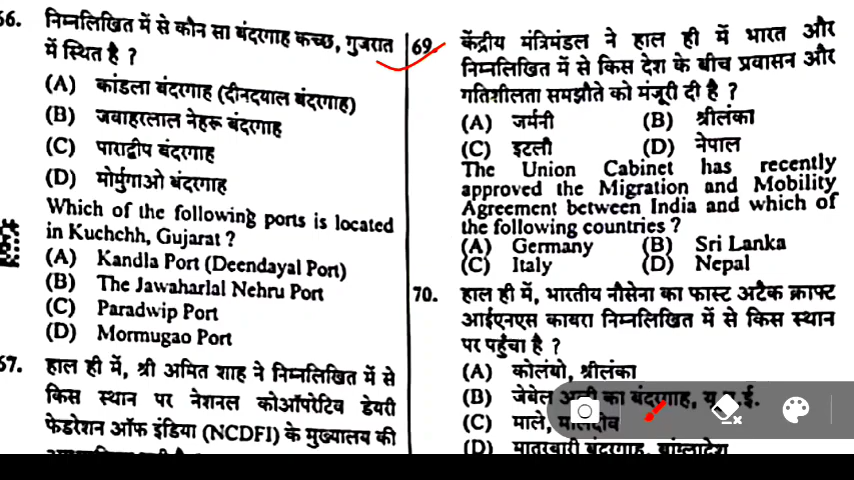 66. निम्नलिखित में से कौन सा बंदरगाह कच्छ, गुजरात
में स्थित है ?
(A) कांडला बंदरगाह (दीनदयाल बंदरगाह)
(B) जवाहरलाल नेहरू बंदरगाह
(C) पाराद्वीप बंदरगाह
(D) मोर्मुगाओ बंदरगाह
Which of the following ports is located
in Kuchchh, Gujarat ?
(A) Kandla Port (Deendayal Port)
(B) The Jawaharlal Nehru Port
(C) Paradwip Port
(D) Mormugao Port
67. हाल ही में, श्री अमित शाह ने निम्नलिखित में से
किस स्थान पर नेशनल कोऑपरेटिव डेयरी
फेडरेशन ऑफ इंडिया (NCDFI) के मुख्यालय की
69. केंद्रीय मंत्रिमंडल ने हाल ही में भारत और
निम्नलिखित में से किस देश के बीच प्रवासन और
गतिशीलता समझौते को मंजूरी दी है ?
(A) जर्मनी (B) श्रीलंका
(C) इटली (D) नेपाल
The Union Cabinet has recently
approved the Migration and Mobility
Agreement between India and which of
the following countries ?
(A) Germany (B) Sri Lanka
(C) Italy (D) Nepal
70. हाल ही में, भारतीय नौसेना का फास्ट अटैक क्राफ्ट
आईएनएस काबरा निम्नलिखित में से किस स्थान
पर पहुँचा है ?
(A) कोलंबो, श्रीलंका
(B) जेबेल अली का बंदरगाह, यू.ए.ई.
(C) माले, मालदीव
(D) मातरबारी बंदरगाह, बांग्लादेश